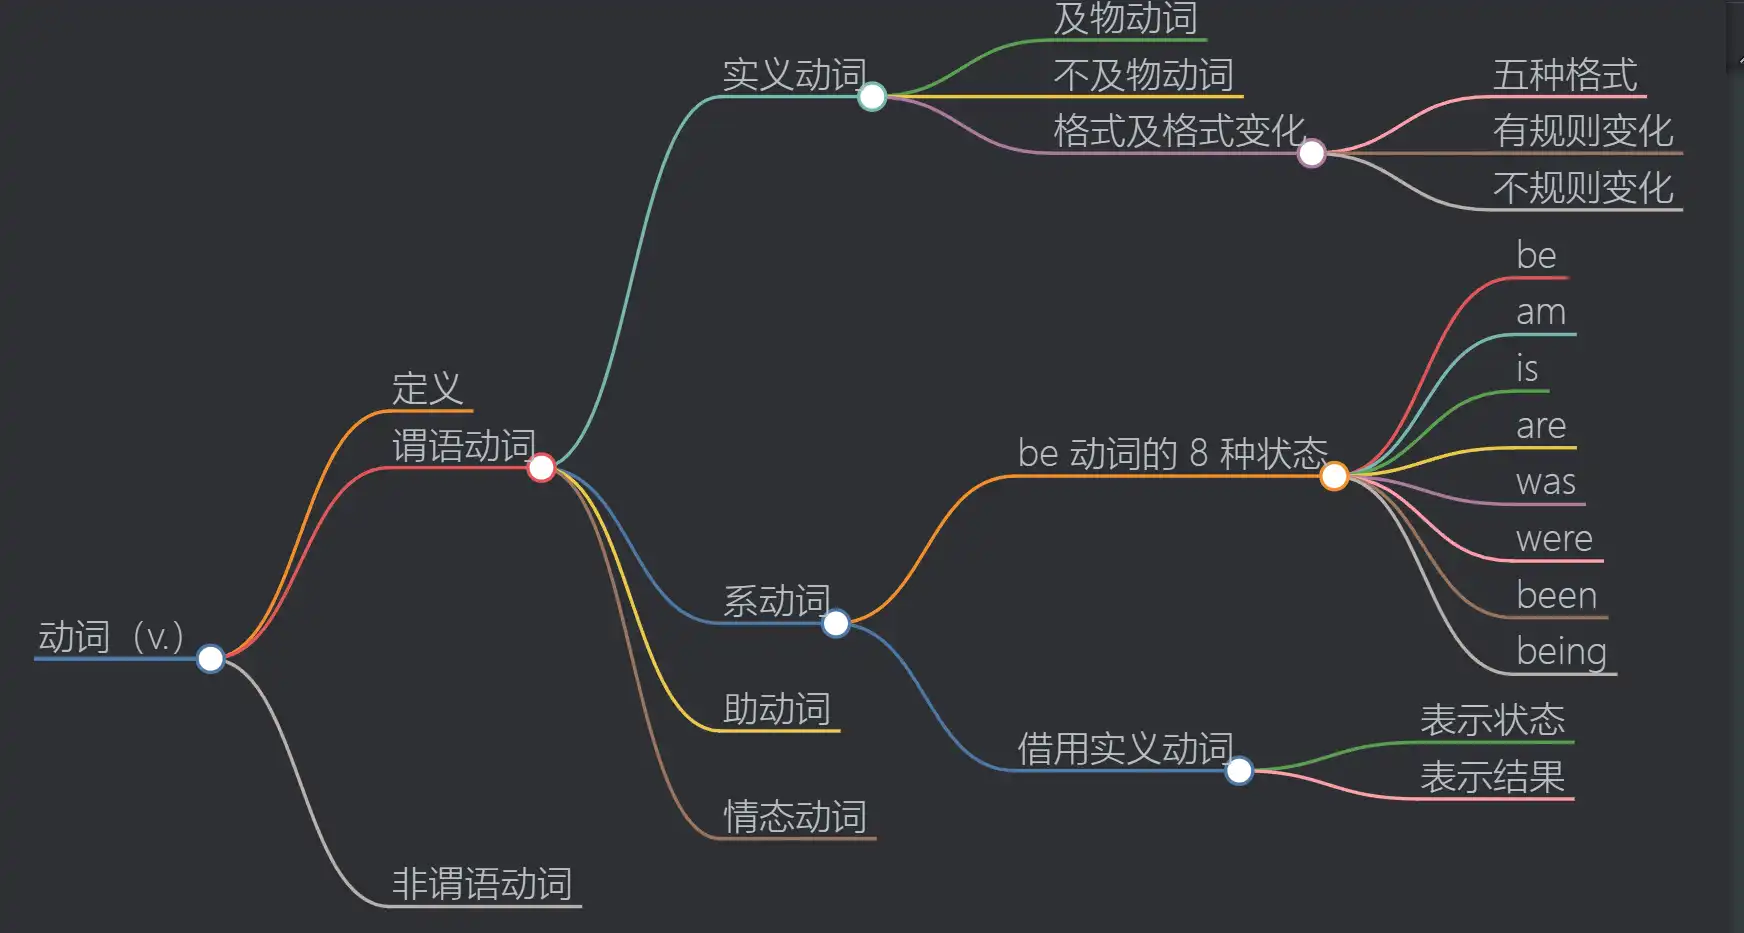 动词（v.）
定义
谓语动词
实义动词
及物动词
不及物动词
格式及格式变化
五种格式
有规则变化
不规则变化
系动词
be 动词的 8 种状态
be
am
is
are
was
were
been
being
借用实义动词
表示状态
表示结果
助动词
情态动词
非谓语动词